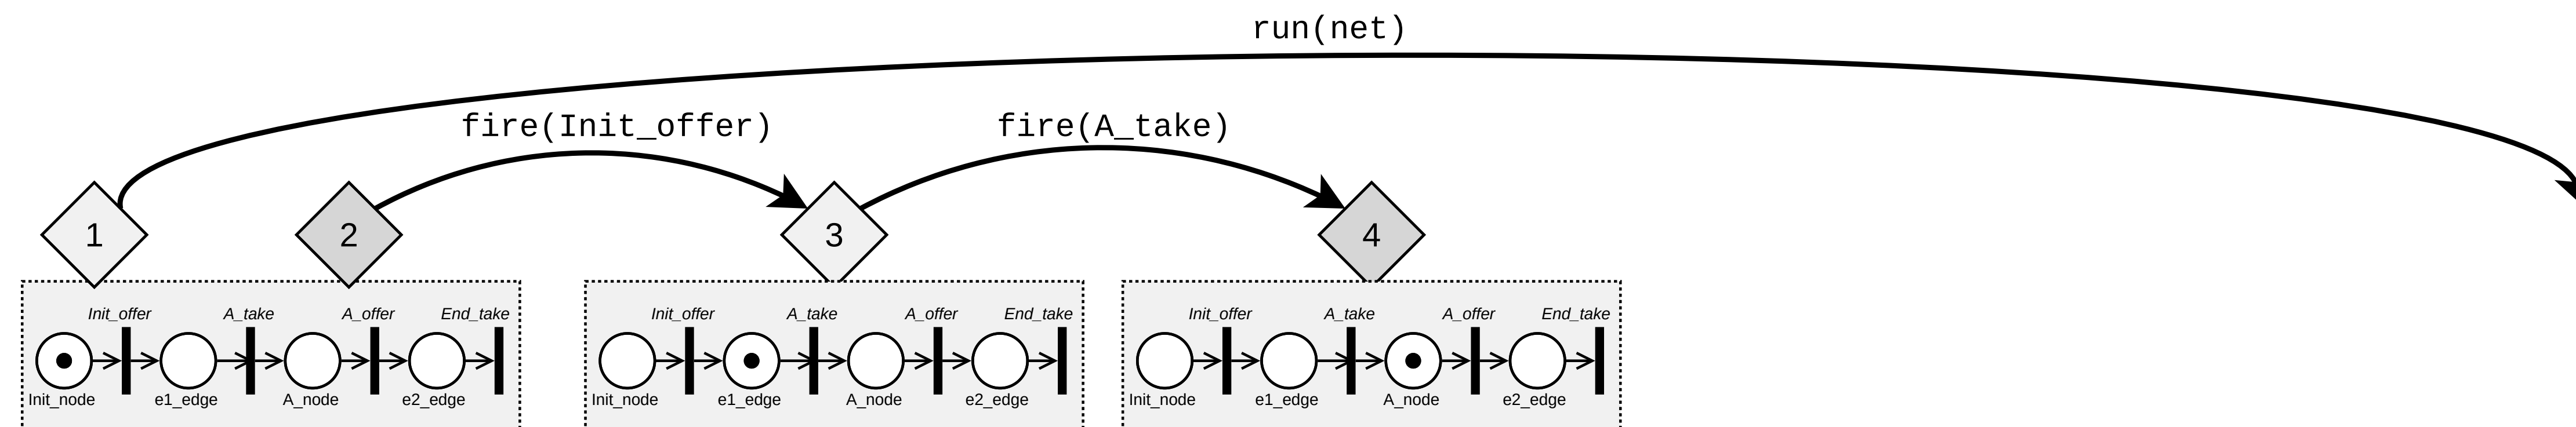 run(net)
fire(Init_offer) fire(A_take)
1 2 3 4
Init_offer A_take A_offer End_take Init_offer A_take A_offer End_take Init_offer A_take A_offer End_take
Init_node e1_edge A_node e2_edge Init_node e1_edge A_node e2_edge Init_node e1_edge A_node e2_edge